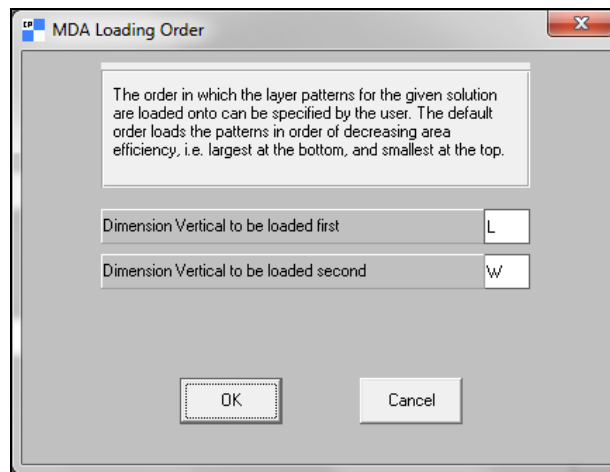 CP
MDA Loading Order
The order in which the layer patterns for the given solution
are loaded onto can be specified by the user. The default
order loads the patterns in order of decreasing area
efficiency, i.e. largest at the bottom, and smallest at the top.
Dimension Vertical to be loaded first L
Dimension Vertical to be loaded second W
OK Cancel